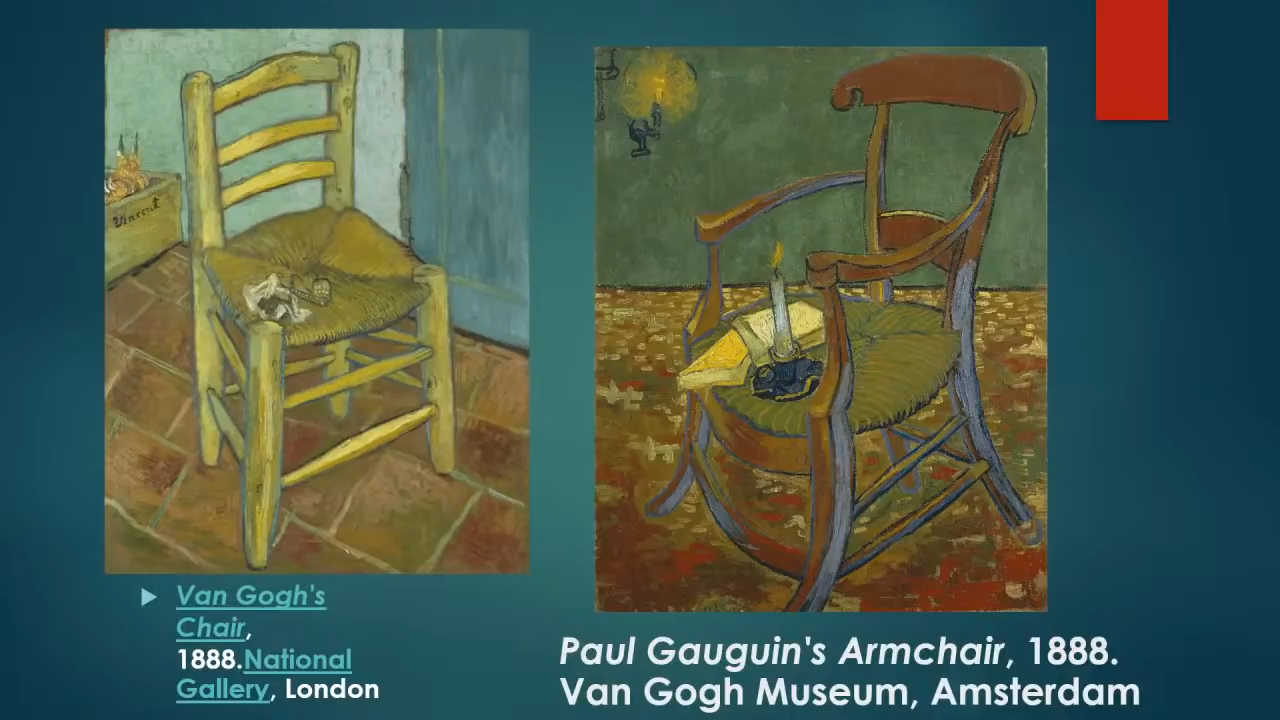 Vincent
Van Gogh's
Chair,
1888.National
Gallery, London
Paul Gauguin's Armchair, 1888.
Van Gogh Museum, Amsterdam